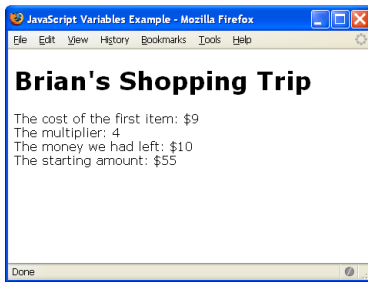 JavaScript Variables Example - Mozilla Firefox
File Edit View History Bookmarks Tools Help
Brian's Shopping Trip
The cost of the first item: $9
The multiplier: 4
The money we had left: $10
The starting amount: $55
Done